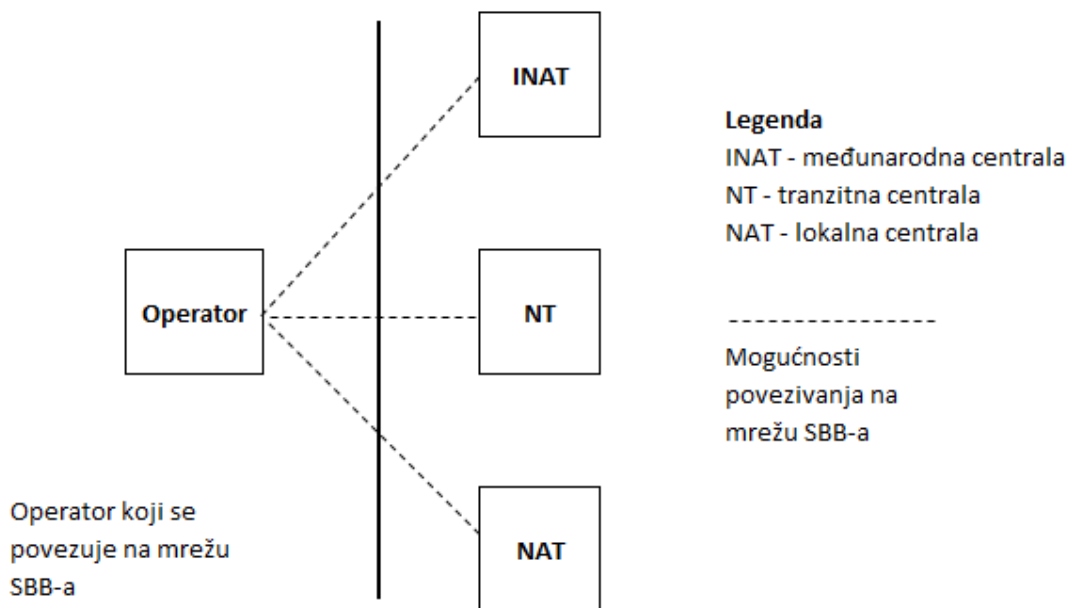 INAT
Legenda
INAT - međunarodna centrala
NT - tranzitna centrala
NAT - lokalna centrala
Operator
NT
Mogućnosti
povezivanja na
mrežu SBB-a
Operator koji se
povezuje na mrežu
SBB-a
NAT